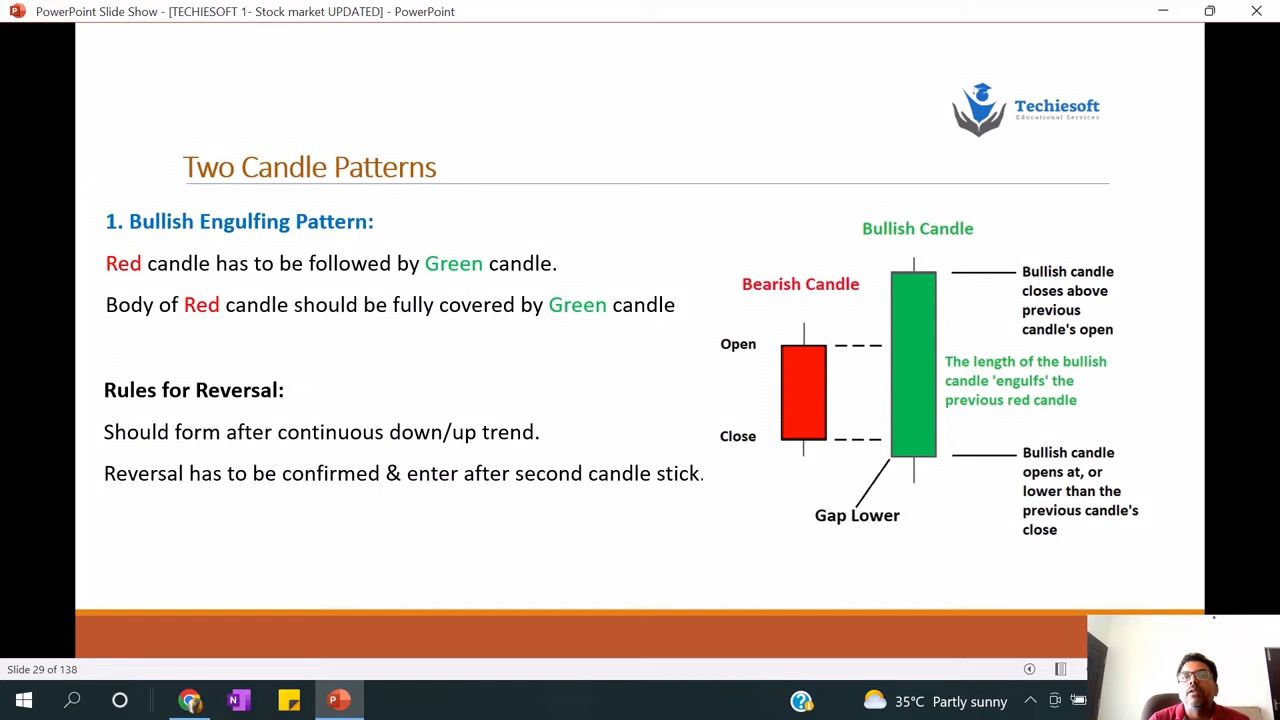 PowerPoint Slide Show - [TECHIESOFT 1- Stock market UPDATED] - PowerPoint
Techiesoft
Educational Services
Two Candle Patterns
1. Bullish Engulfing Pattern:
Red candle has to be followed by Green candle.
Body of Red candle should be fully covered by Green candle
Rules for Reversal:
Should form after continuous down/up trend.
Reversal has to be confirmed & enter after second candle stick.
Bullish Candle
Bearish Candle
Open
Close
Gap Lower
Bullish candle
closes above
previous
candle's open
The length of the bullish
candle 'engulfs' the
previous red candle
Bullish candle
opens at, or
lower than the
previous candle's
close
Slide 29 of 138
35°C Partly sunny